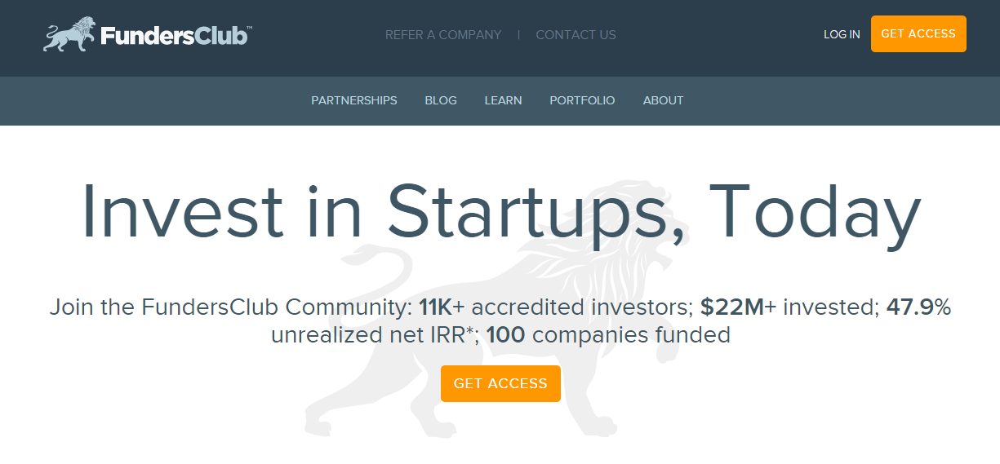 FundersClub™
REFER A COMPANY | CONTACT US
LOG IN
GET ACCESS
PARTNERSHIPS BLOG LEARN PORTFOLIO ABOUT
Invest in Startups, Today
Join the FundersClub Community: 11K+ accredited investors; $22M+ invested; 47.9%
unrealized net IRR*; 100 companies funded
GET ACCESS